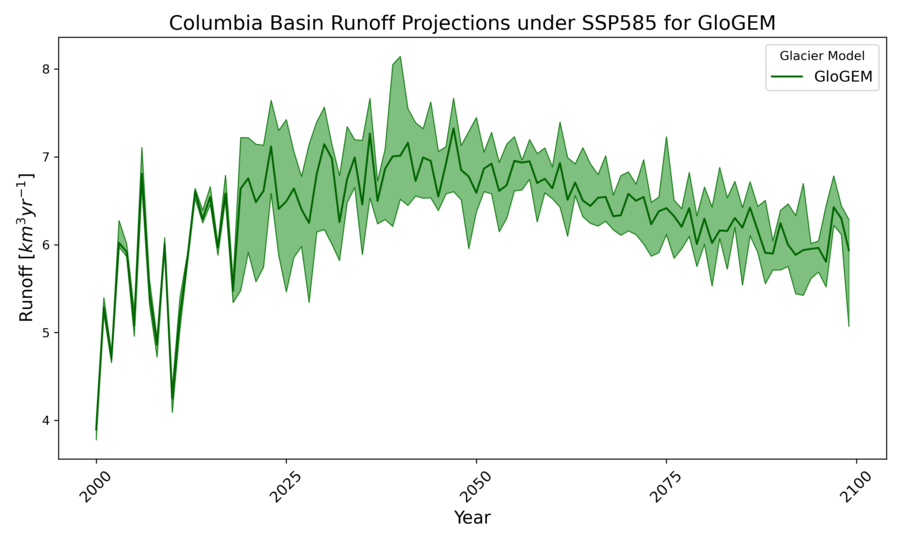 Columbia Basin Runoff Projections under SSP585 for GloGEM
Glacier Model
GloGEM
Runoff [km³yr⁻¹]
8
7
6
5
4
2000
2025
2050
2075
2100
Year